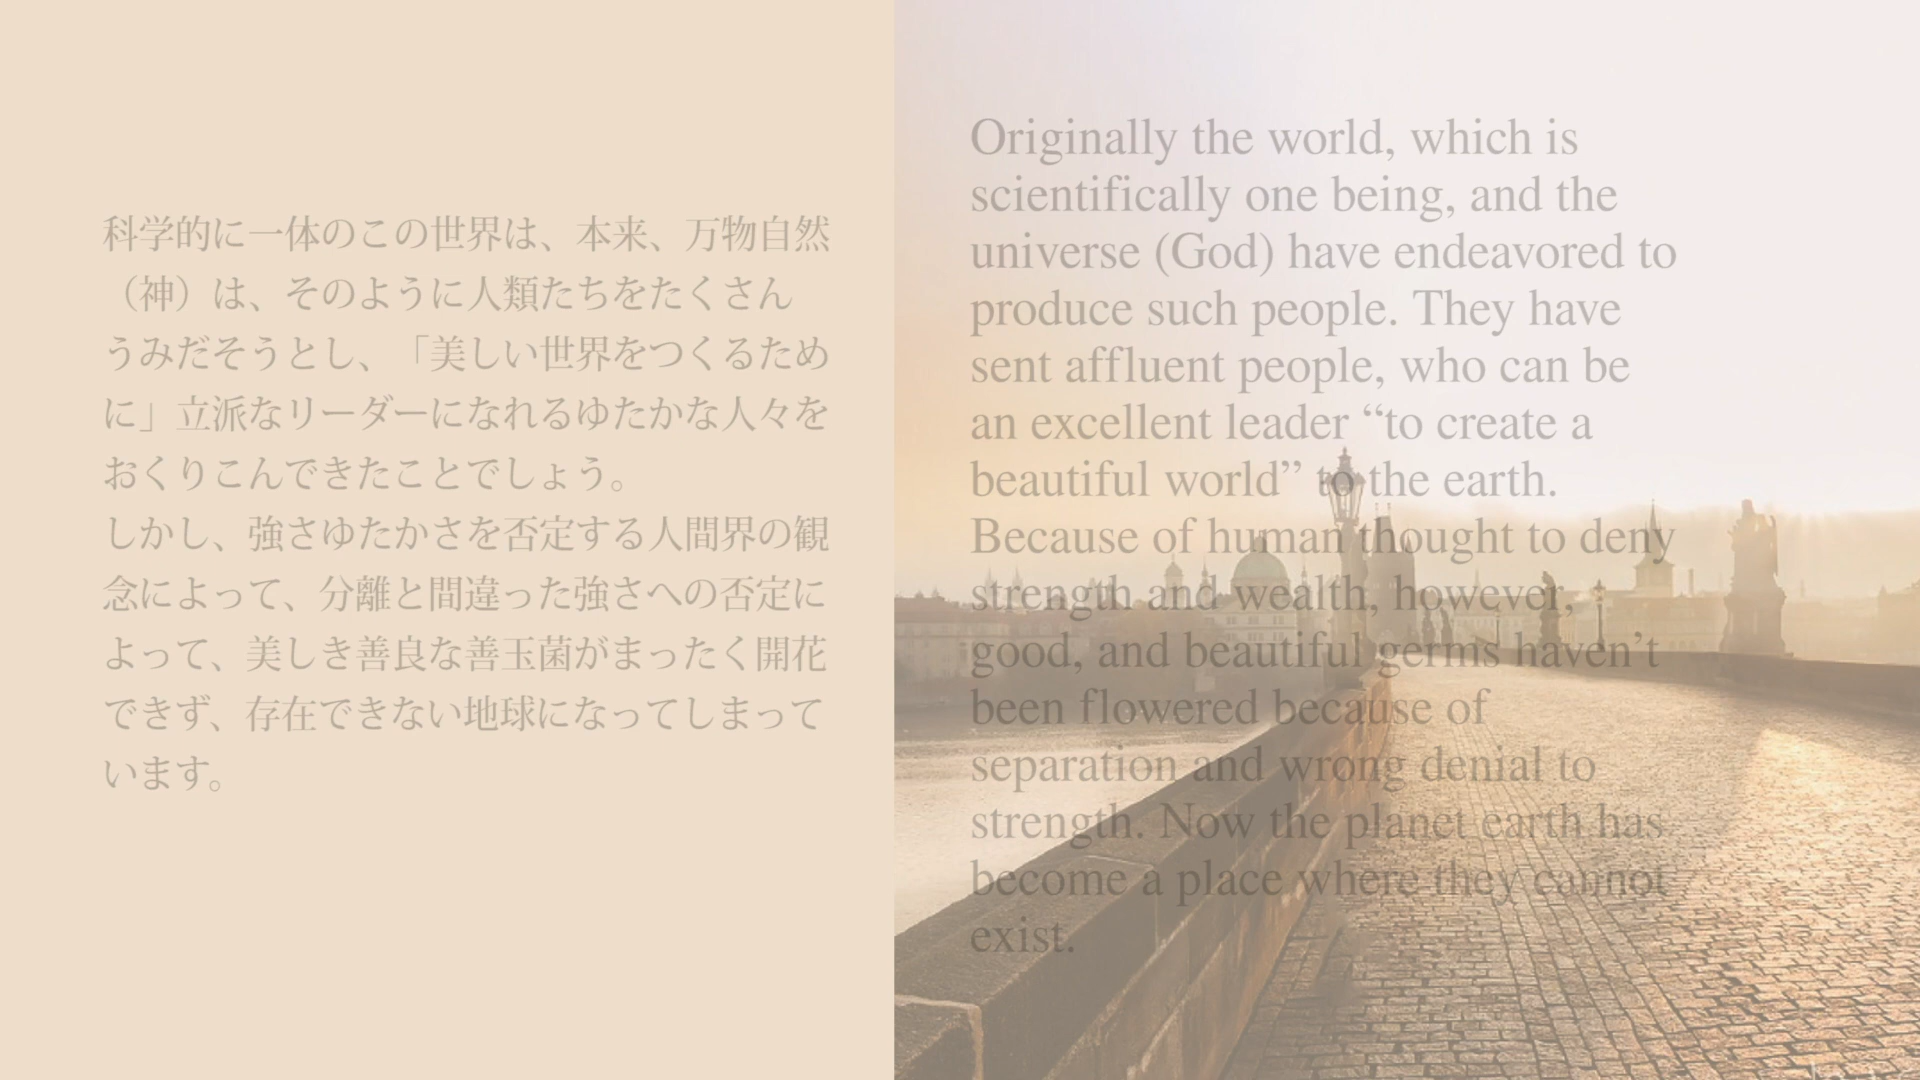 科学的に一体のこの世界は、本来、万物自然
（神）は、そのように人類たちをたくさん
うみだそうとし、「美しい世界をつくるため
に」立派なリーダーになれるゆたかな人々を
おくりこんできたことでしょう。
しかし、強さゆたかさを否定する人間界の観
念によって、分離と間違った強さへの否定に
よって、美しき善良な善玉菌がまったく開花
できず、存在できない地球になってしまって
います。
Originally the world, which is
scientifically one being, and the
universe (God) have endeavored to
produce such people. They have
sent affluent people, who can be
an excellent leader “to create a
beautiful world” to the earth.
Because of human thought to deny
strength and wealth, however,
good, and beautiful germs haven’t
been flowered because of
separation and wrong denial to
strength. Now the planet earth has
become a place where they cannot
exist.